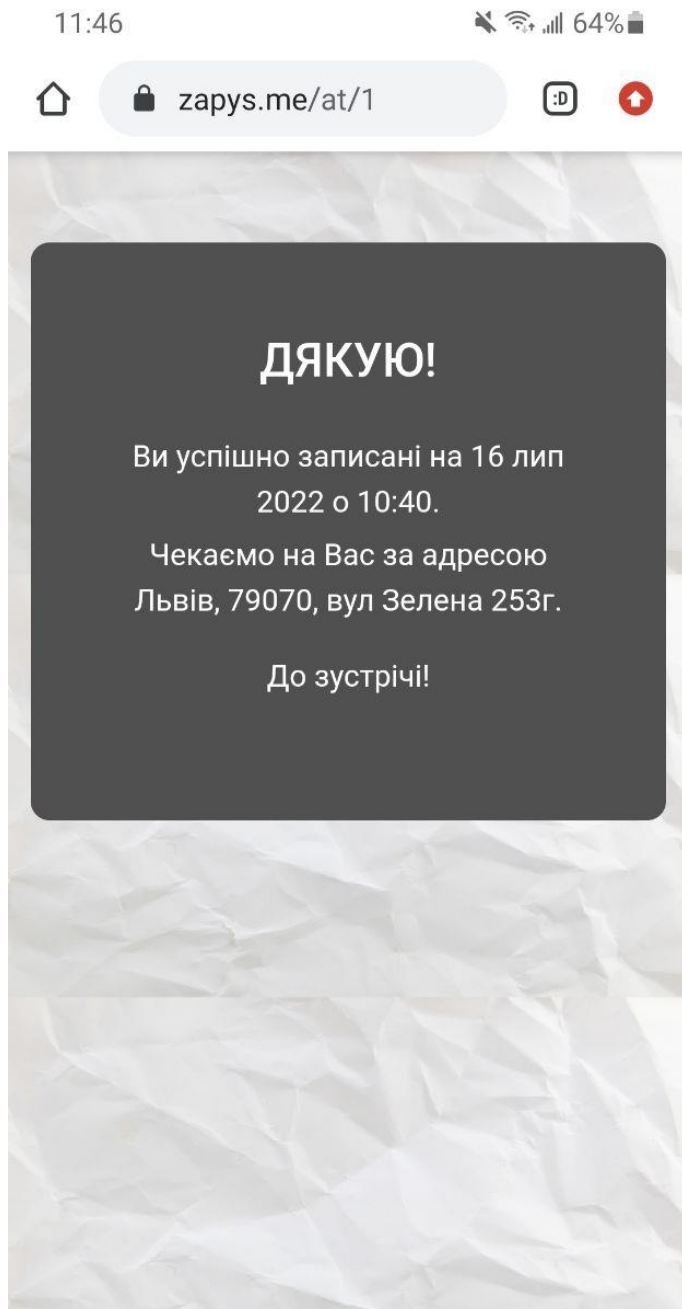 11:46
64%
zapys.me/at/1
:D
ДЯКУЮ!
Ви успішно записані на 16 лип
2022 о 10:40.
Чекаємо на Вас за адресою
Львів, 79070, вул Зелена 253г.
До зустрічі!